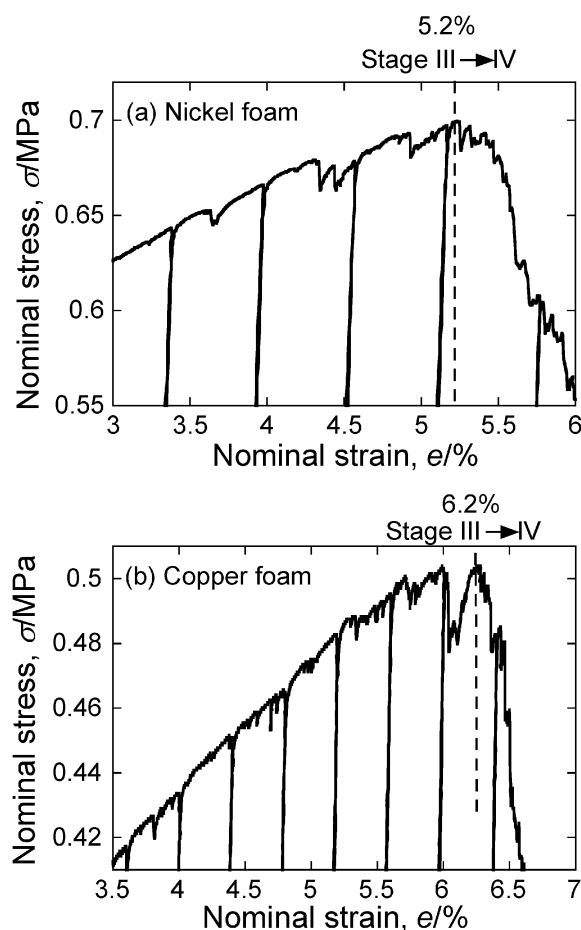 5.2%
Stage III→IV
(a) Nickel foam
Nominal stress, σ/MPa
0.7
0.65
0.6
0.55
3 3.5 4 4.5 5 5.5 6
Nominal strain, e/%
6.2%
Stage III→IV
(b) Copper foam
Nominal stress, σ/MPa
0.5
0.48
0.46
0.44
0.42
3.5 4 4.5 5 5.5 6 6.5 7
Nominal strain, e/%